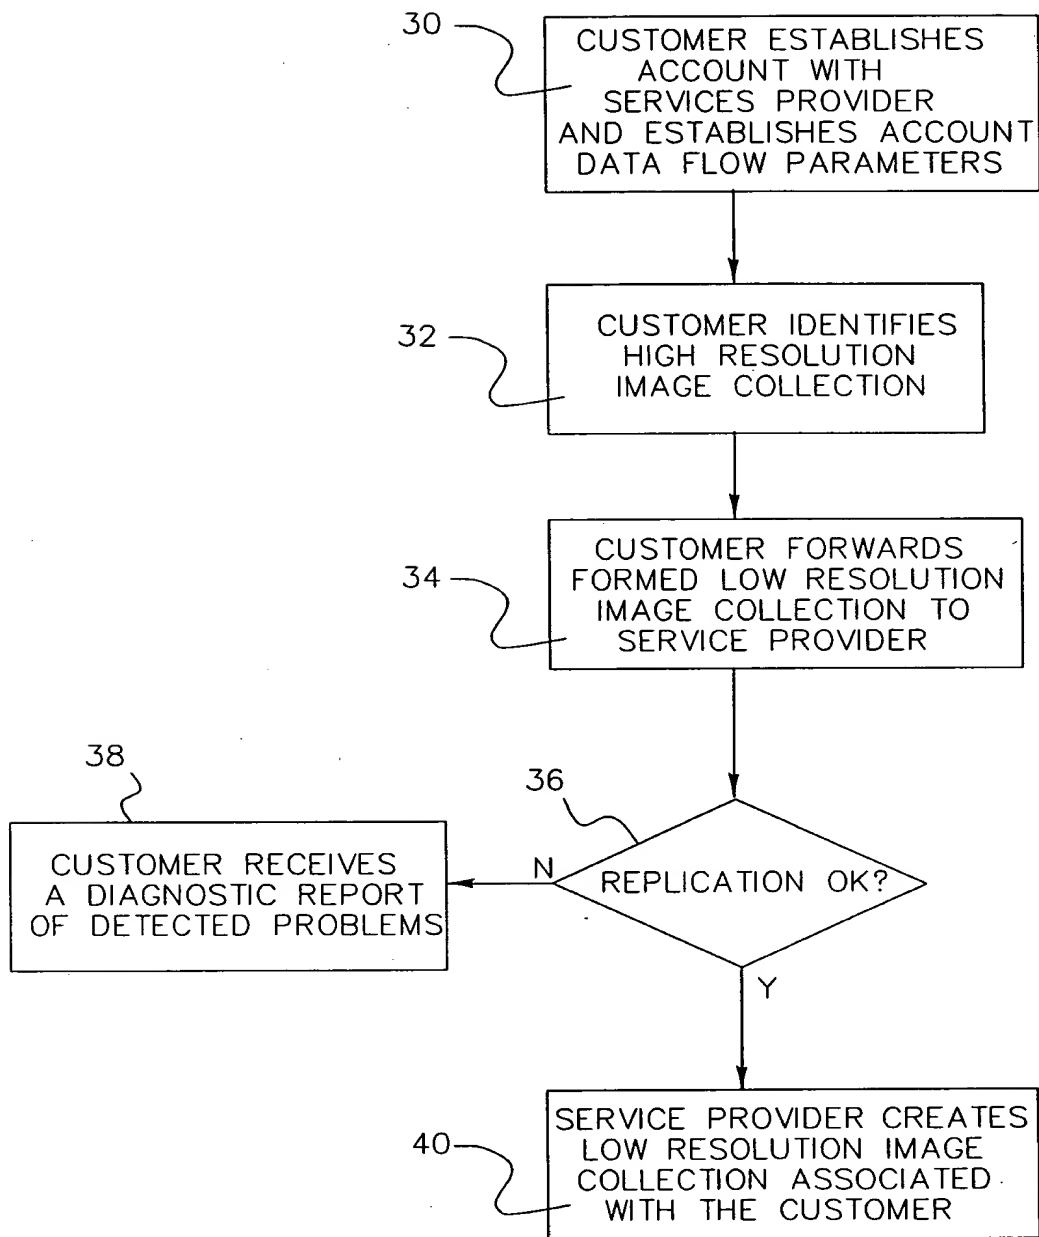 30
CUSTOMER ESTABLISHES
ACCOUNT WITH
SERVICES PROVIDER
AND ESTABLISHES ACCOUNT
DATA FLOW PARAMETERS
32
CUSTOMER IDENTIFIES
HIGH RESOLUTION
IMAGE COLLECTION
34
CUSTOMER FORWARDS
FORMED LOW RESOLUTION
IMAGE COLLECTION TO
SERVICE PROVIDER
36
REPLICATION OK?
N
38
CUSTOMER RECEIVES
A DIAGNOSTIC REPORT
OF DETECTED PROBLEMS
Y
40
SERVICE PROVIDER CREATES
LOW RESOLUTION IMAGE
COLLECTION ASSOCIATED
WITH THE CUSTOMER